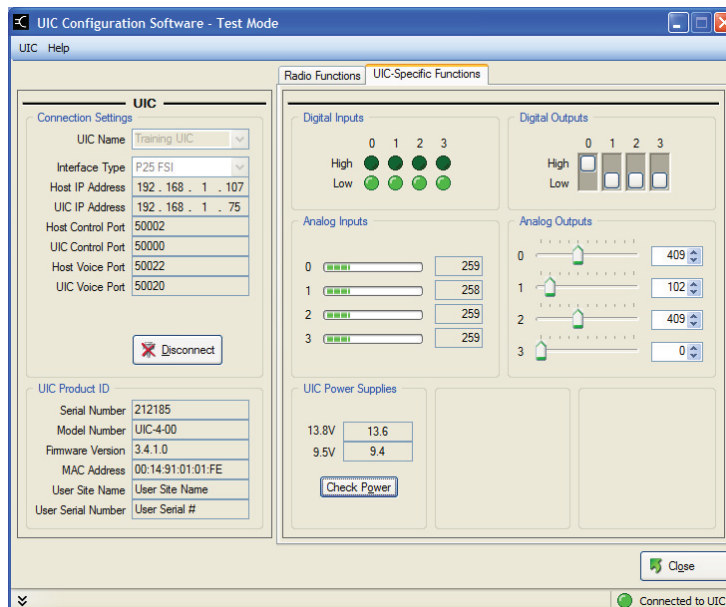 UIC Configuration Software - Test Mode
UIC Help
Radio Functions UIC-Specific Functions
UIC
Connection Settings
UIC Name Training UIC
Interface Type P25 FSI
Host IP Address 192 . 168 . 1 . 107
UIC IP Address 192 . 168 . 1 . 75
Host Control Port 50002
UIC Control Port 50000
Host Voice Port 50022
UIC Voice Port 50020
Disconnect
UIC Product ID
Serial Number 212185
Model Number UIC-4-00
Firmware Version 3.4.1.0
MAC Address 00:14:91:01:01:FE
User Site Name User Site Name
User Serial Number User Serial #
Digital Inputs
0 1 2 3
High
Low
Digital Outputs
0 1 2 3
High
Low
Analog Inputs
0 259
1 258
2 259
3 259
Analog Outputs
0 409
1 102
2 409
3 0
UIC Power Supplies
13.8V 13.6
9.5V 9.4
Check Power
Close
Connected to UIC